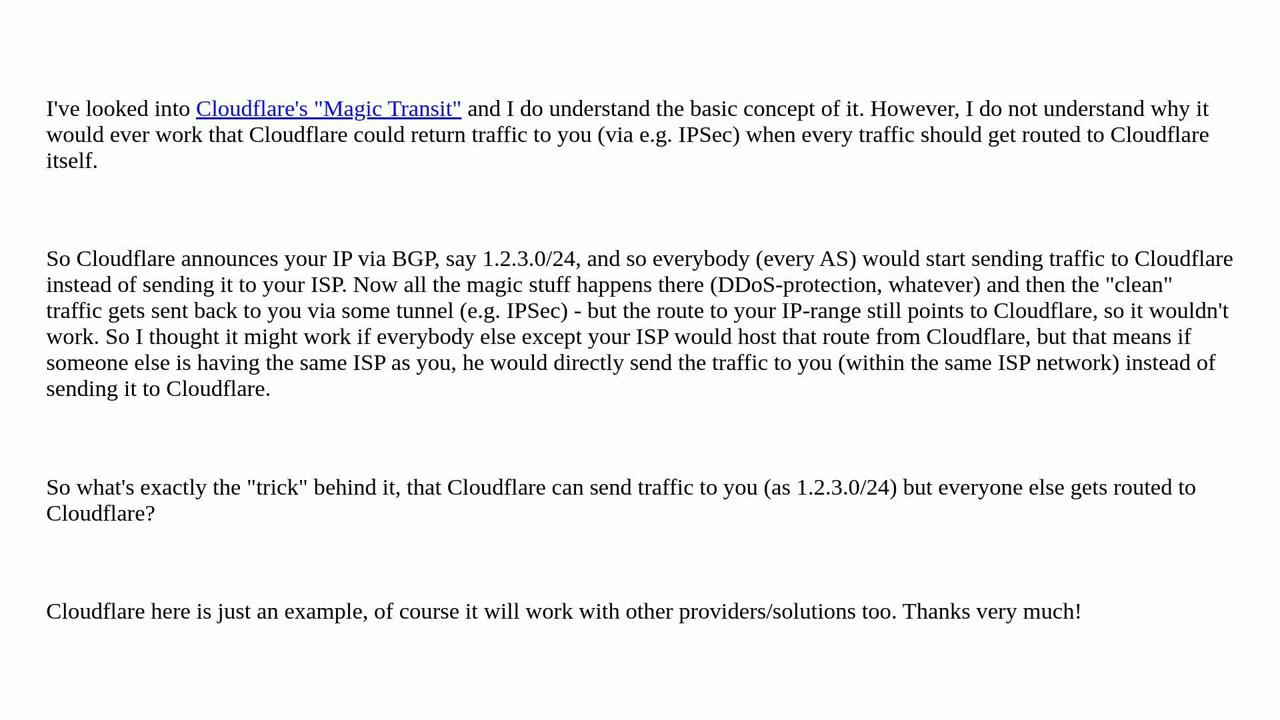 I've looked into Cloudflare's "Magic Transit" and I do understand the basic concept of it. However, I do not understand why it
would ever work that Cloudflare could return traffic to you (via e.g. IPSec) when every traffic should get routed to Cloudflare
itself.
So Cloudflare announces your IP via BGP, say 1.2.3.0/24, and so everybody (every AS) would start sending traffic to Cloudflare
instead of sending it to your ISP. Now all the magic stuff happens there (DDoS-protection, whatever) and then the "clean"
traffic gets sent back to you via some tunnel (e.g. IPSec) - but the route to your IP-range still points to Cloudflare, so it wouldn't
work. So I thought it might work if everybody else except your ISP would host that route from Cloudflare, but that means if
someone else is having the same ISP as you, he would directly send the traffic to you (within the same ISP network) instead of
sending it to Cloudflare.
So what's exactly the "trick" behind it, that Cloudflare can send traffic to you (as 1.2.3.0/24) but everyone else gets routed to
Cloudflare?
Cloudflare here is just an example, of course it will work with other providers/solutions too. Thanks very much!